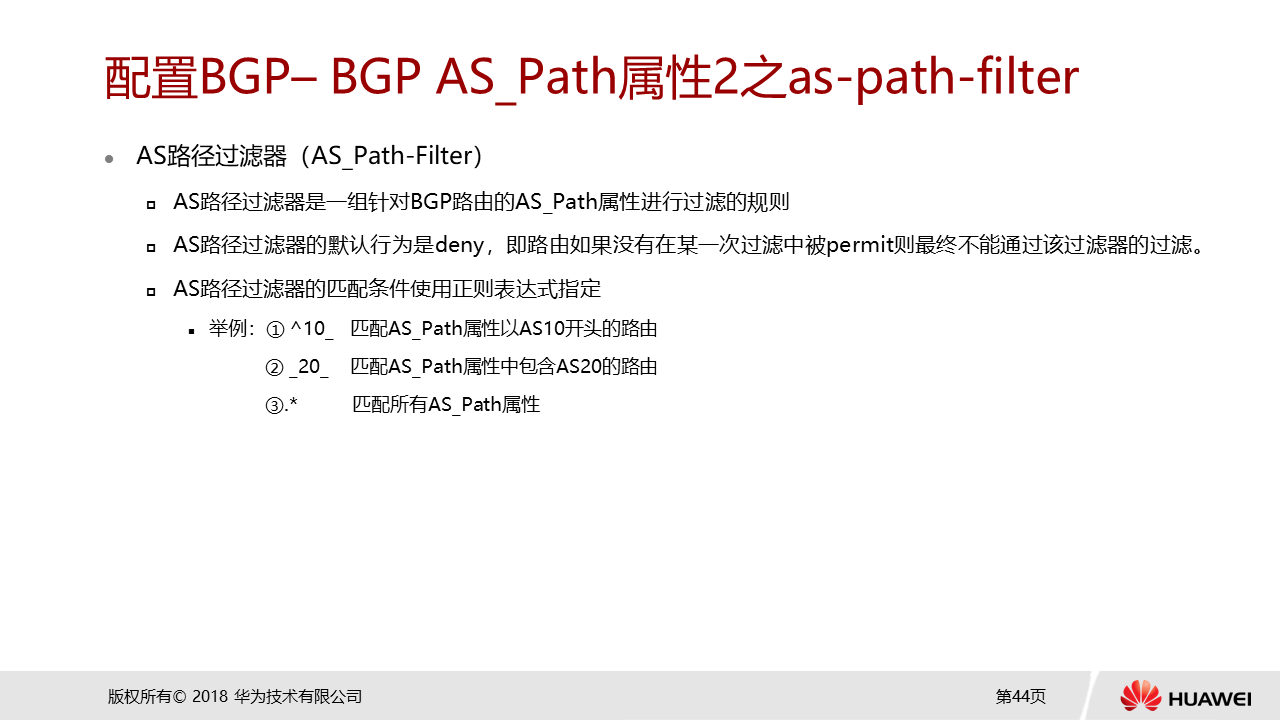 配置BGP– BGP AS_Path属性2之as-path-filter
AS路径过滤器（AS_Path-Filter）
AS路径过滤器是一组针对BGP路由的AS_Path属性进行过滤的规则
AS路径过滤器的默认行为是deny，即路由如果没有在某一次过滤中被permit则最终不能通过该过滤器的过滤。
AS路径过滤器的匹配条件使用正则表达式指定
举例：① ^10_ 匹配AS_Path属性以AS10开头的路由
② _20_ 匹配AS_Path属性中包含AS20的路由
③.* 匹配所有AS_Path属性
版权所有© 2018 华为技术有限公司
第44页
HUAWEI